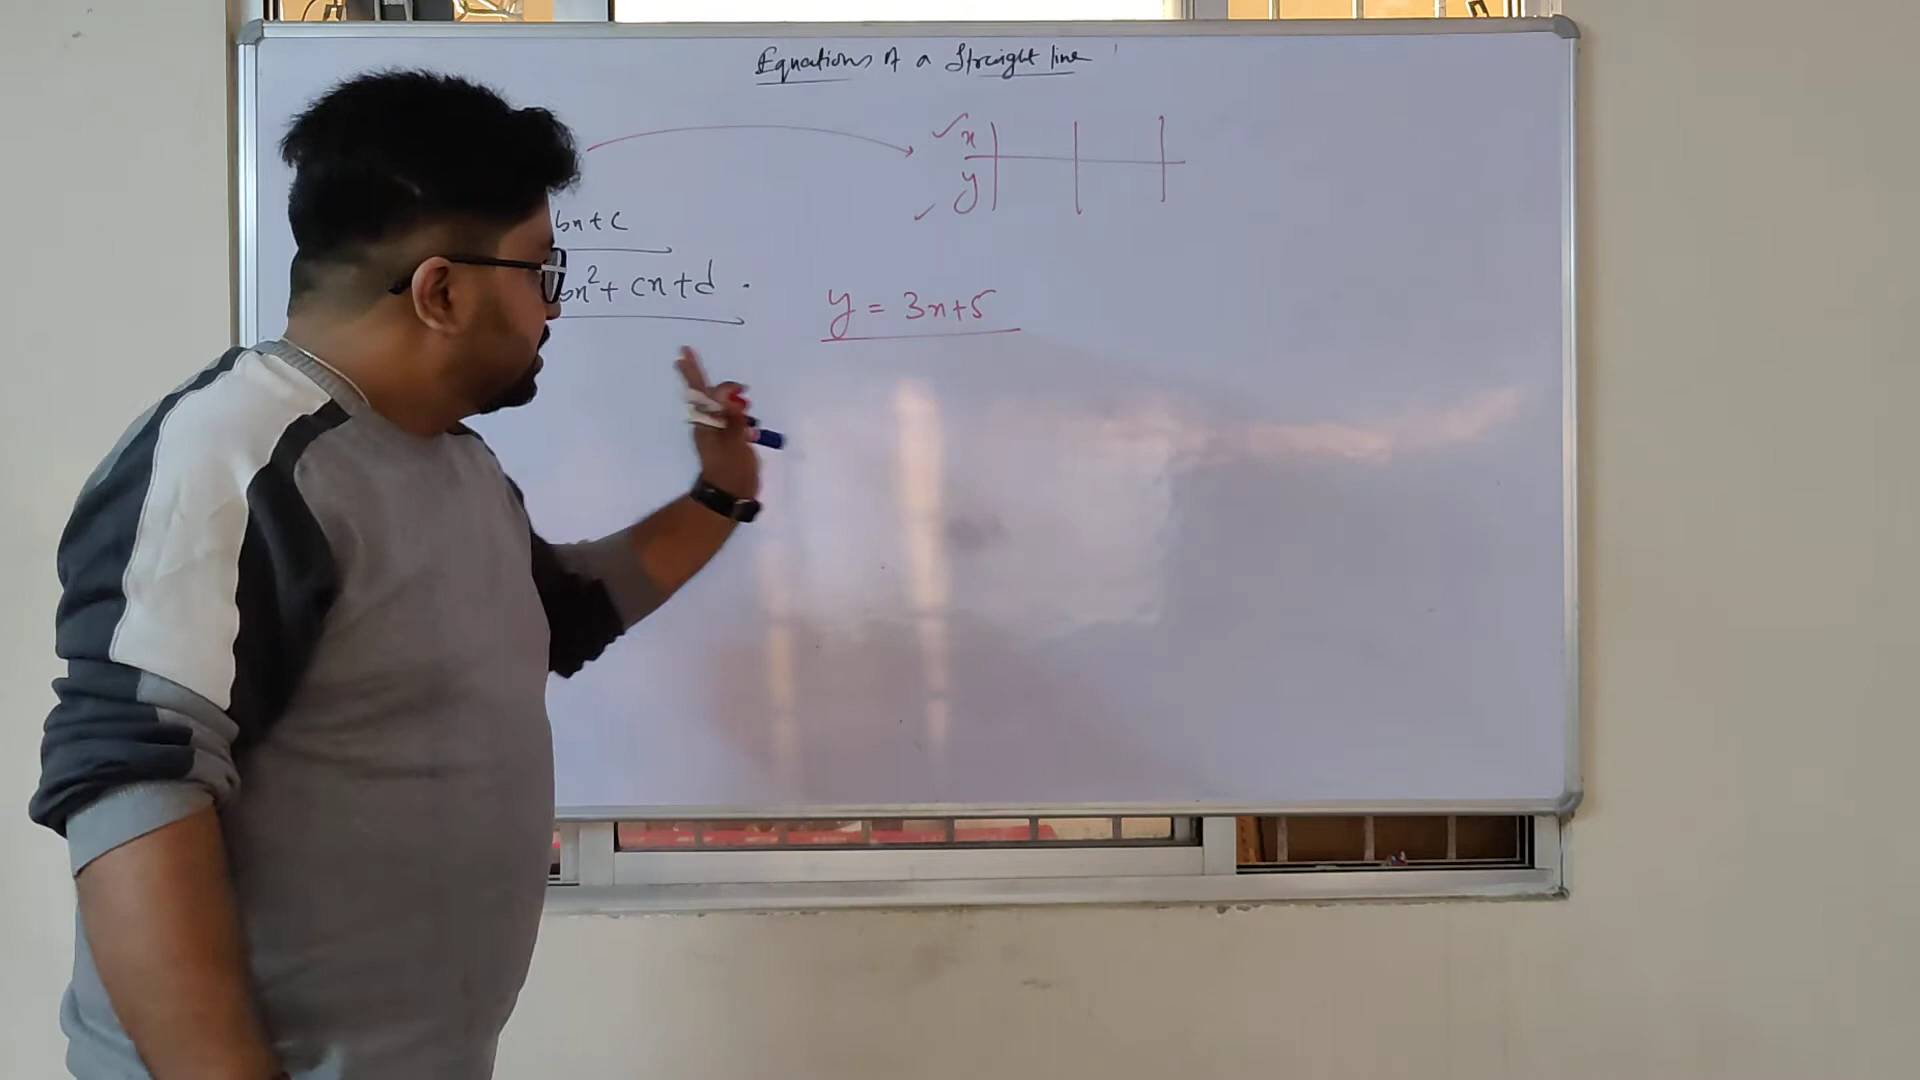 Equations of a Straight line
x
y
bx + c
bx² + cx + d .
y = 3x + 5